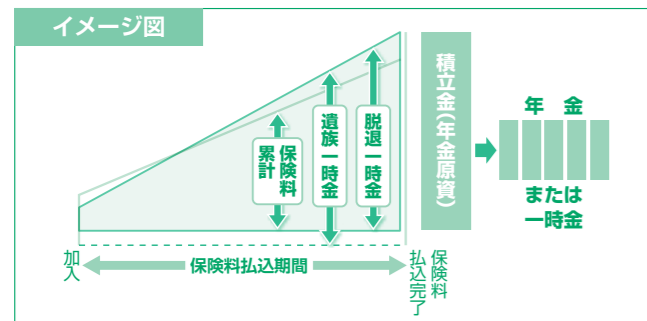 イメージ図
保険料
累計
遺族一時金
脱退一時金
積立金(年金原資)
年 金
または
一時金
加入
保険料払込期間
保険料
払込完了